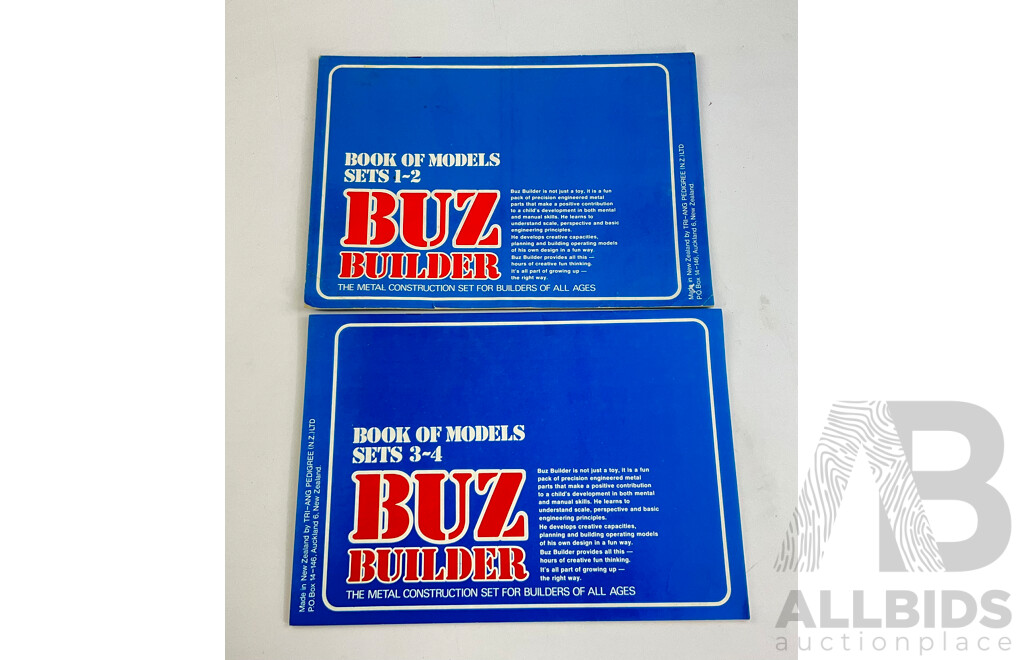 BOOK OF MODELS
SETS 1~2
BUZ
BUILDER
Buz Builder is not just a toy, it is a fun
pack of precision engineered metal
parts that make a positive contribution
to a child's development in both mental
and manual skills. He learns to
understand scale, perspective and basic
engineering principles.
He develops creative capacities,
planning and building operating models
of his own design in a fun way.
Buz Builder provides all this —
hours of creative fun thinking.
It's all part of growing up —
the right way.
THE METAL CONSTRUCTION SET FOR BUILDERS OF ALL AGES
Made in New Zealand by TRI-ANG PEDIGREE (N.Z.) LTD
P.O. Box 14-146, Auckland 6, New Zealand.
BOOK OF MODELS
SETS 3~4
BUZ
BUILDER
Buz Builder is not just a toy, it is a fun
pack of precision engineered metal
parts that make a positive contribution
to a child's development in both mental
and manual skills. He learns to
understand scale, perspective and basic
engineering principles.
He develops creative capacities,
planning and building operating models
of his own design in a fun way.
Buz Builder provides all this —
hours of creative fun thinking.
It's all part of growing up —
the right way.
THE METAL CONSTRUCTION SET FOR BUILDERS OF ALL AGES
Made in New Zealand by TRI-ANG PEDIGREE (N.Z.) LTD
P.O. Box 14-146, Auckland 6, New Zealand.
AB
ALLBIDS
auctionplace